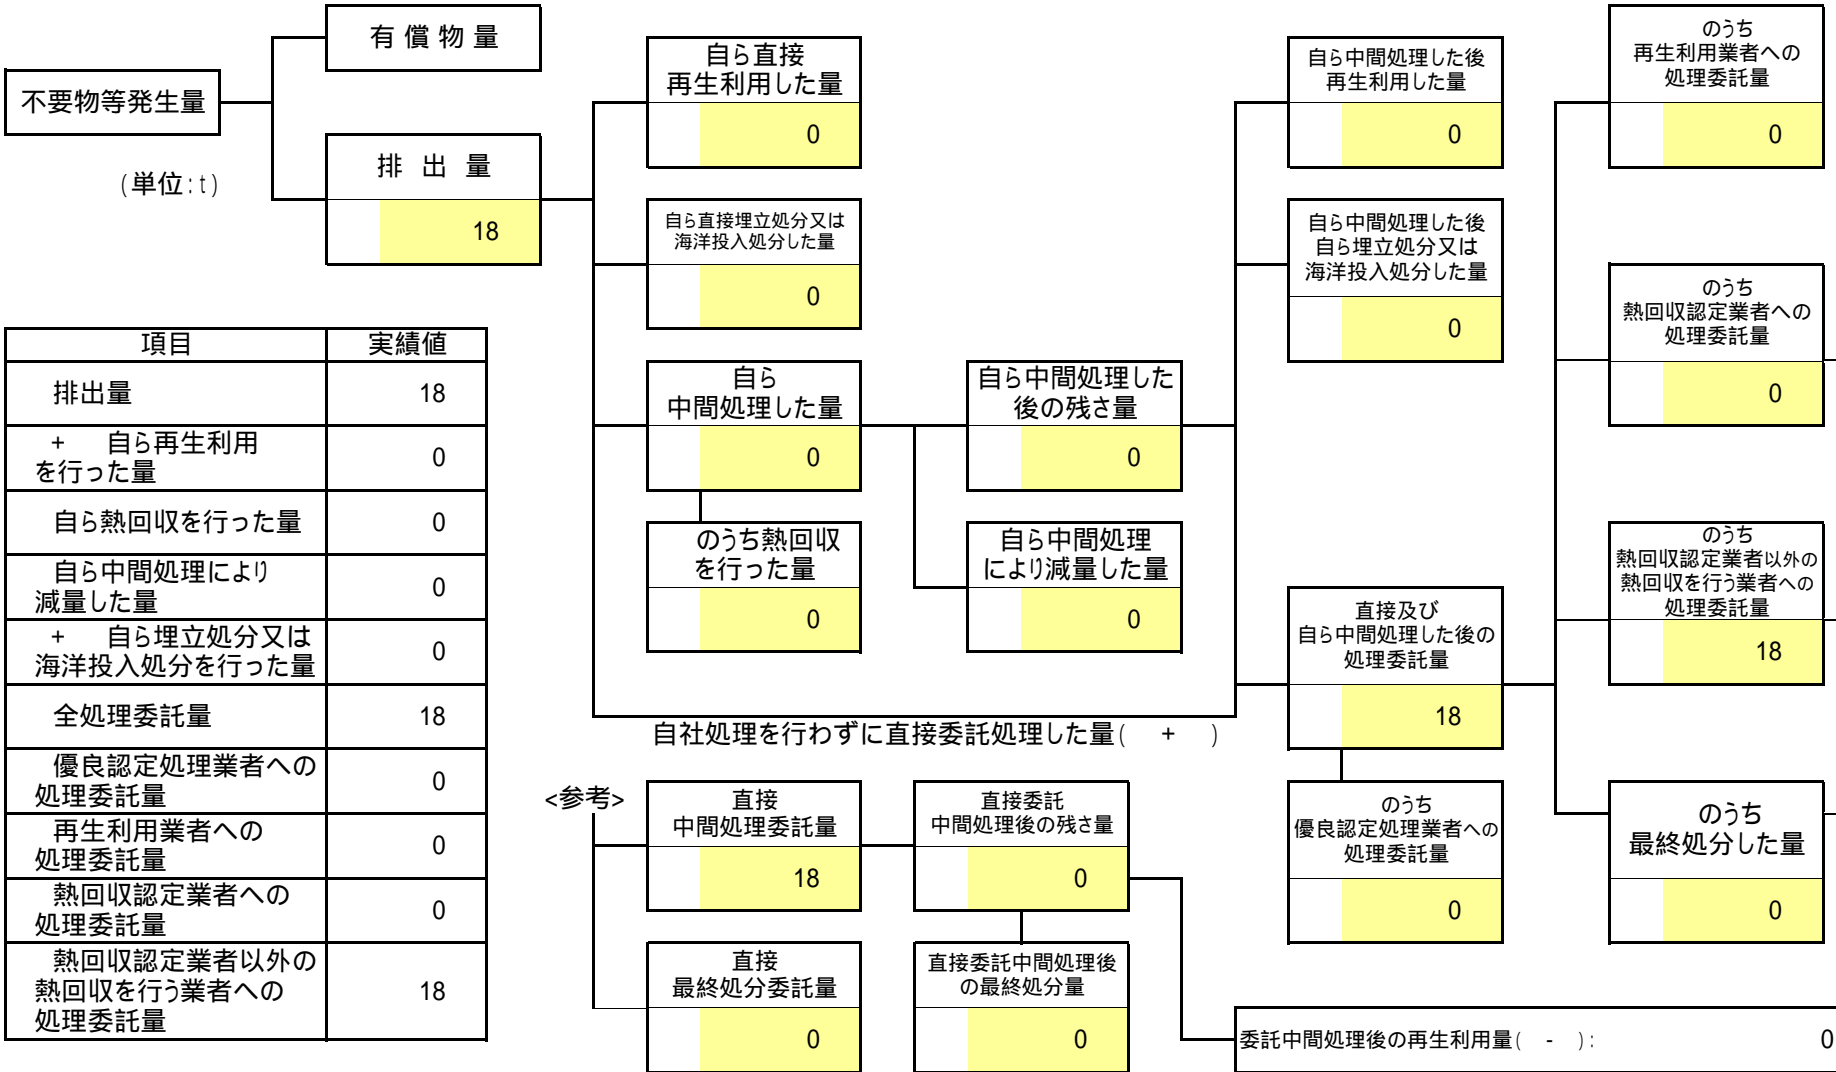 不要物等発生量
(単位:t)
有償物量
排出量
18
自ら直接
再生利用した量
0
自ら直接埋立処分又は
海洋投入処分した量
0
自ら
中間処理した量
0
のうち熱回収
を行った量
0
自ら中間処理した
後の残さ量
0
自ら中間処理
により減量した量
0
自ら中間処理した後
再生利用した量
0
自ら中間処理した後
自ら埋立処分又は
海洋投入処分した量
0
直接及び
自ら中間処理した後の
処理委託量
18
のうち
優良認定処理業者への
処理委託量
0
のうち
再生利用業者への
処理委託量
0
のうち
熱回収認定業者への
処理委託量
0
のうち
熱回収認定業者以外の
熱回収を行う業者への
処理委託量
18
のうち
最終処分した量
0
自社処理を行わずに直接委託処理した量( + )
項目 実績値
排出量 18
+ 自ら再生利用
を行った量 0
自ら熱回収を行った量 0
自ら中間処理により
減量した量 0
+ 自ら埋立処分又は
海洋投入処分を行った量 0
全処理委託量 18
優良認定処理業者への
処理委託量 0
再生利用業者への
処理委託量 0
熱回収認定業者への
処理委託量 0
熱回収認定業者以外の
熱回収を行う業者への
処理委託量 18
<参考>
直接
中間処理委託量
18
直接
最終処分委託量
0
直接委託
中間処理後の残さ量
0
直接委託中間処理後
の最終処分量
0
委託中間処理後の再生利用量( - ): 0